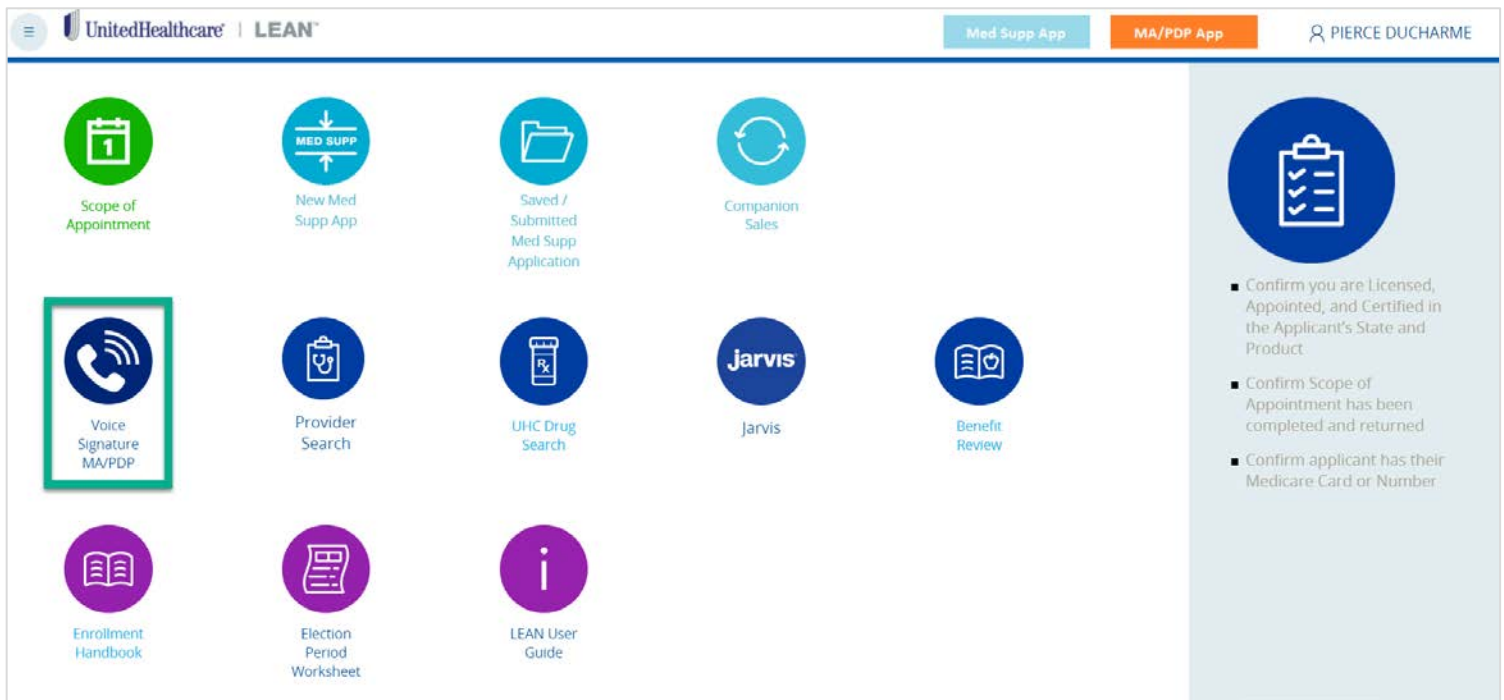 UnitedHealthcare® | LEAN™
Med Supp App
MA/PDP App
PIERCE DUCHARME
1
Scope of
Appointment
MED SUPP
New Med
Supp App
Saved /
Submitted
Med Supp
Application
Companion
Sales
Voice
Signature
MA/PDP
Provider
Search
Rx
UHC Drug
Search
jarvis
Jarvis
Benefit
Review
Enrollment
Handbook
Election
Period
Worksheet
i
LEAN User
Guide
▪ Confirm you are Licensed,
Appointed, and Certified in
the Applicant's State and
Product
▪ Confirm Scope of
Appointment has been
completed and returned
▪ Confirm applicant has their
Medicare Card or Number